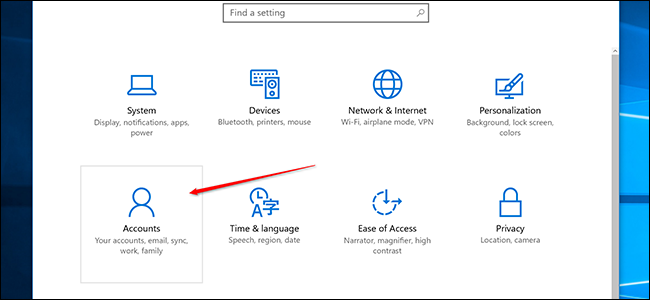 Find a setting
System
Devices
Network & Internet
Personalization
Display, notifications, apps,
power
Bluetooth, printers, mouse
Wi-Fi, airplane mode, VPN
Background, lock screen,
colors
A字
Accounts
Time & language
Ease of Access
Privacy
Your accounts, email, sync,
work, family
Speech, region, date
Narrator, magnifier, high
contrast
Location, camera